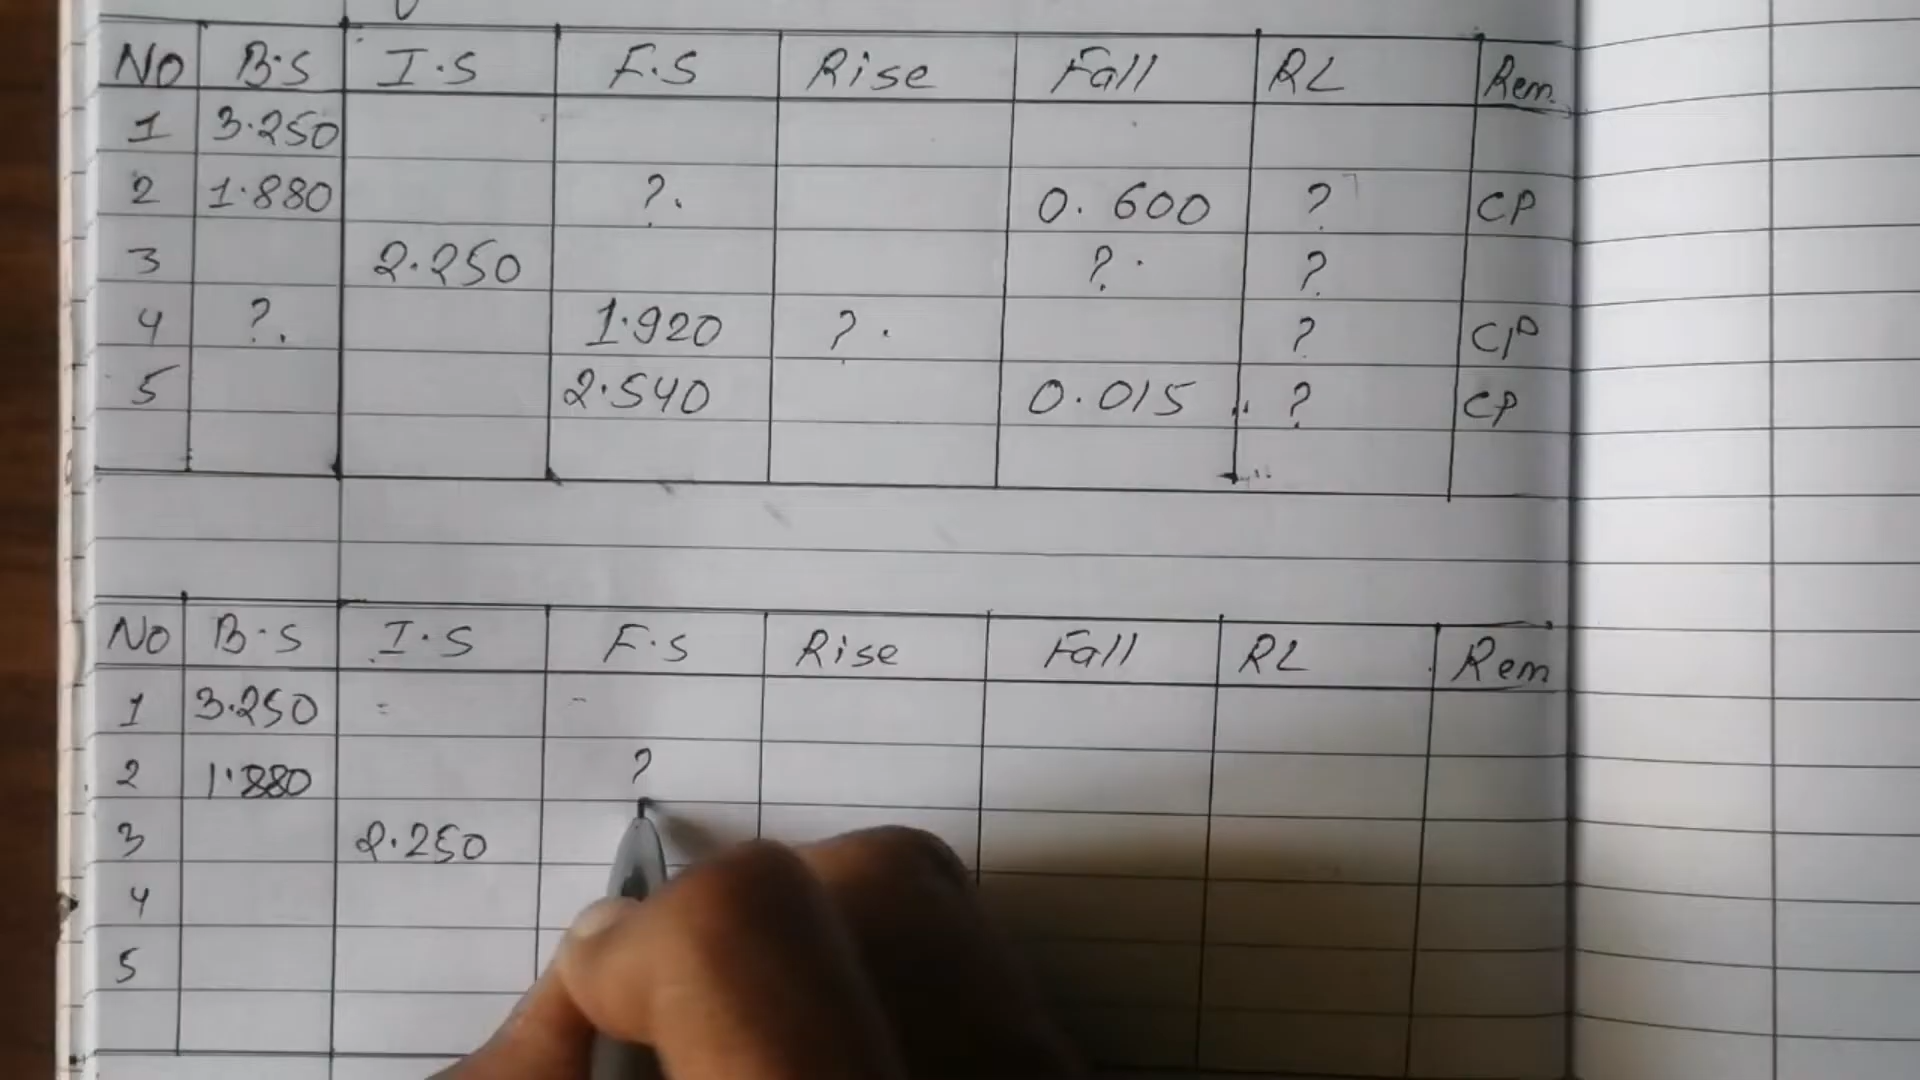 NO B.S I.S F.S Rise Fall RL Rem.
1 3.250
2 1.880 ?. 0.600 ? CP
3 2.250 ?. ?
4 ?. 1.920 ?. ? CP
5 2.540 0.015 ? CP
NO B.S I.S F.S Rise Fall RL Rem
1 3.250 = -
2 1.880 ?
3 2.250
4
5